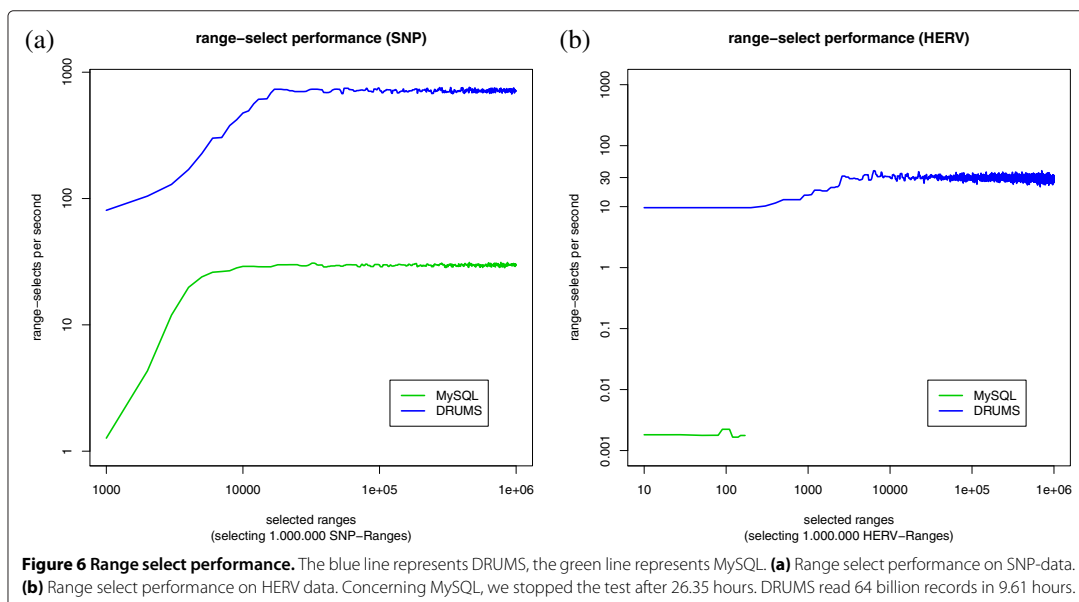 (a)
range−select performance (SNP)
range−selects per second
1000
100
10
1
MySQL
DRUMS
1000
10000
1e+05
1e+06
selected ranges
(selecting 1.000.000 SNP-Ranges)
(b)
range−select performance (HERV)
range−selects per second
1000
100
30
10
1
0.1
0.01
0.001
MySQL
DRUMS
10
100
1000
10000
1e+05
1e+06
selected ranges
(selecting 1.000.000 HERV-Ranges)
Figure 6 Range select performance. The blue line represents DRUMS, the green line represents MySQL. (a) Range select performance on SNP-data.
(b) Range select performance on HERV data. Concerning MySQL, we stopped the test after 26.35 hours. DRUMS read 64 billion records in 9.61 hours.